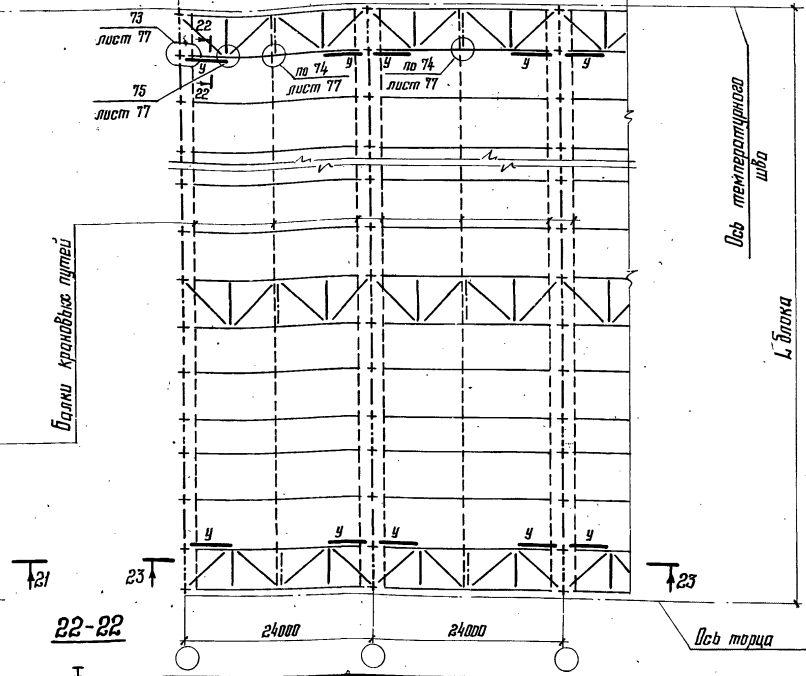 73
лист 77
22
у
75
лист 77
22
по 74
лист 77
у
у
по 74
лист 77
у
у
Ось температурного
шва
L блока
Балки крановых путей
у
у
у
у
у
21
23
23
22-22
24000
24000
Ось торца